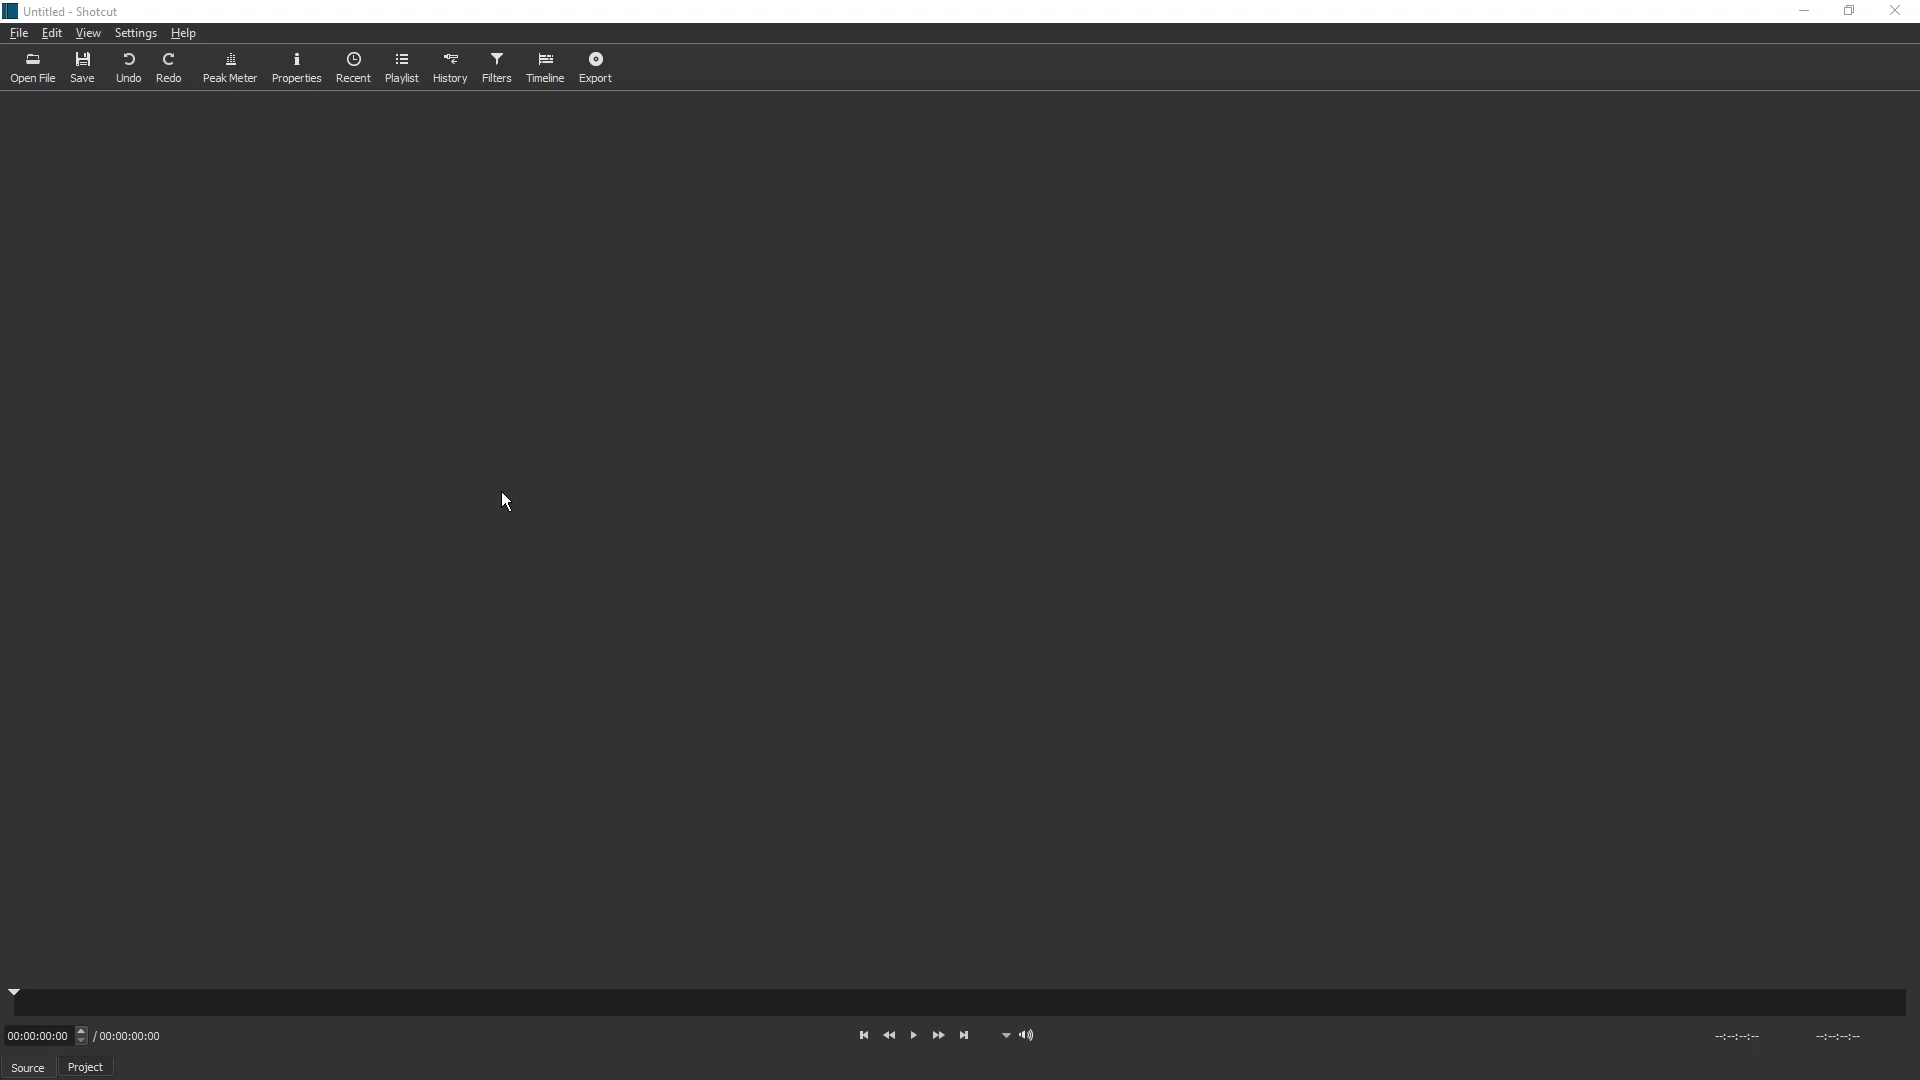 Untitled - Shotcut
File Edit View Settings Help
Open File Save Undo Redo Peak Meter Properties Recent Playlist History Filters Timeline Export
00:00:00:00 / 00:00:00:00 --:--:--:-- --:--:--:--
Source Project